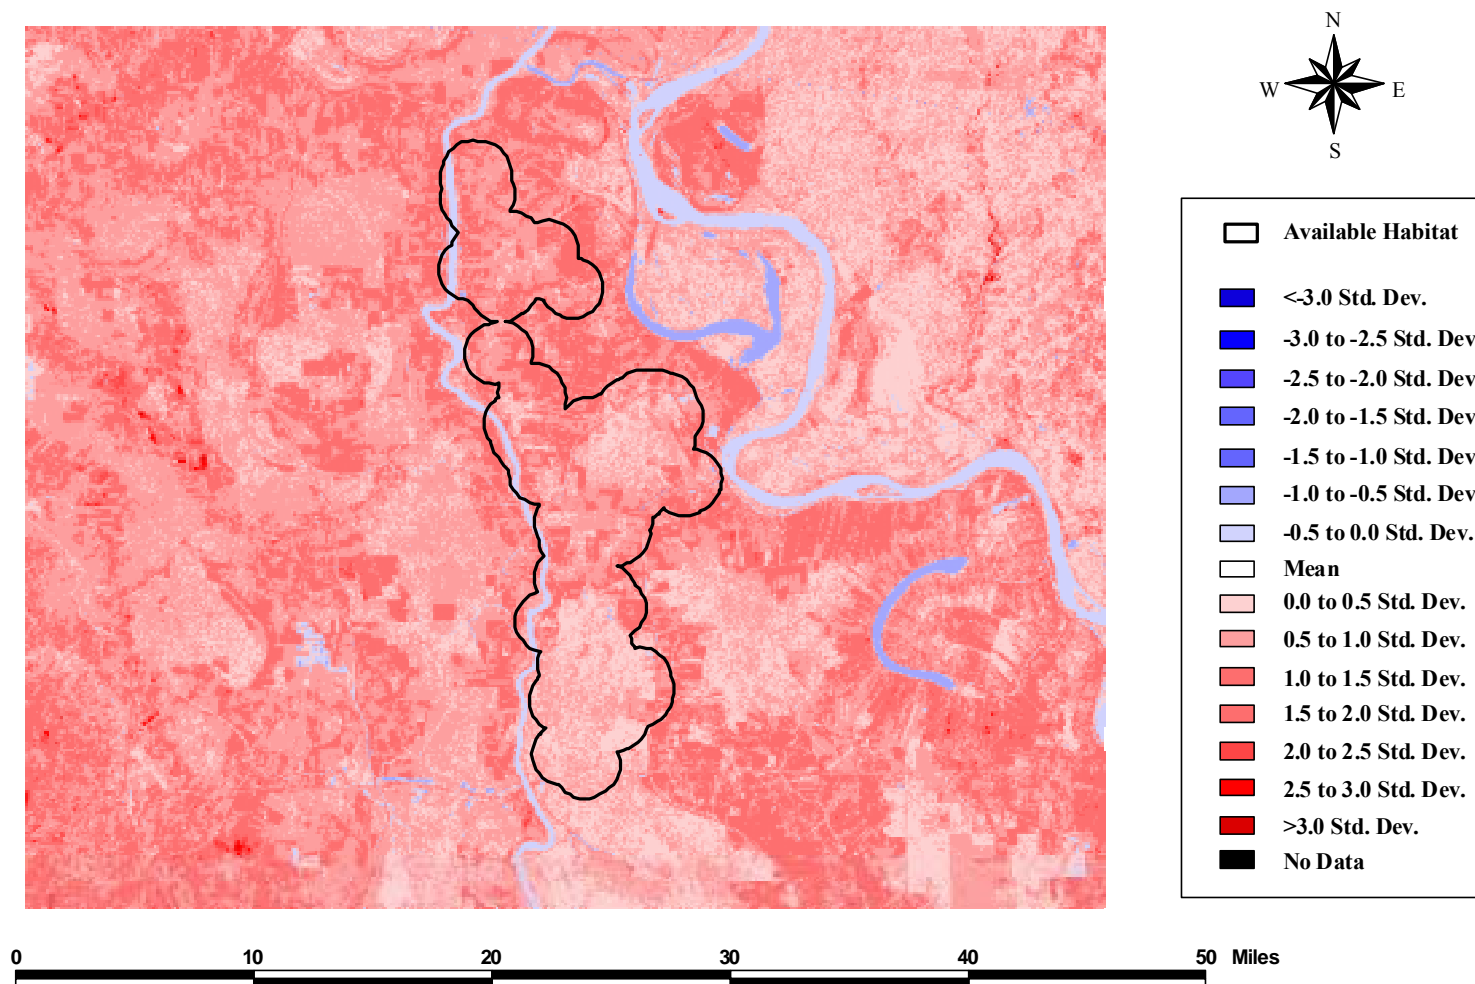 N
W E
S
Available Habitat
<-3.0 Std. Dev.
-3.0 to -2.5 Std. Dev
-2.5 to -2.0 Std. Dev
-2.0 to -1.5 Std. Dev
-1.5 to -1.0 Std. Dev
-1.0 to -0.5 Std. Dev
-0.5 to 0.0 Std. Dev.
Mean
0.0 to 0.5 Std. Dev.
0.5 to 1.0 Std. Dev.
1.0 to 1.5 Std. Dev.
1.5 to 2.0 Std. Dev.
2.0 to 2.5 Std. Dev.
2.5 to 3.0 Std. Dev.
>3.0 Std. Dev.
No Data
0 10 20 30 40 50 Miles